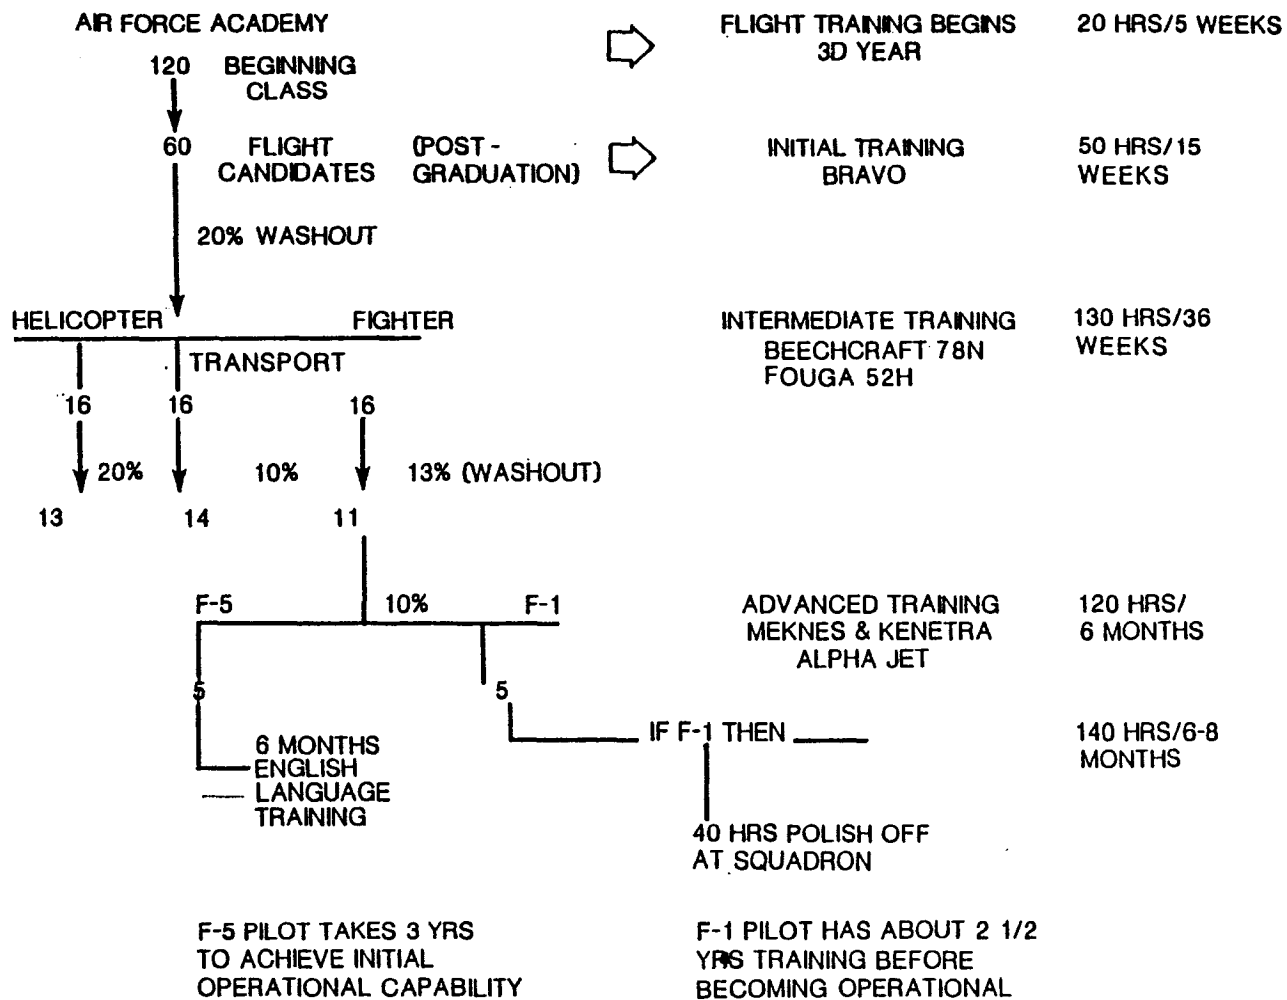 AIR FORCE ACADEMY
FLIGHT TRAINING BEGINS
3D YEAR
20 HRS/5 WEEKS
120 BEGINNING
CLASS
60 FLIGHT
CANDIDATES
(POST -
GRADUATION)
INITIAL TRAINING
BRAVO
50 HRS/15
WEEKS
20% WASHOUT
HELICOPTER
FIGHTER
TRANSPORT
INTERMEDIATE TRAINING
BEECHCRAFT 78N
FOUGA 52H
130 HRS/36
WEEKS
16 16 16
20% 10% 13% (WASHOUT)
13 14 11
F-5 10% F-1
ADVANCED TRAINING
MEKNES & KENETRA
ALPHA JET
120 HRS/
6 MONTHS
5 5
6 MONTHS
ENGLISH
LANGUAGE
TRAINING
IF F-1 THEN
140 HRS/6-8
MONTHS
40 HRS POLISH OFF
AT SQUADRON
F-5 PILOT TAKES 3 YRS
TO ACHIEVE INITIAL
OPERATIONAL CAPABILITY
F-1 PILOT HAS ABOUT 2 1/2
YRS TRAINING BEFORE
BECOMING OPERATIONAL